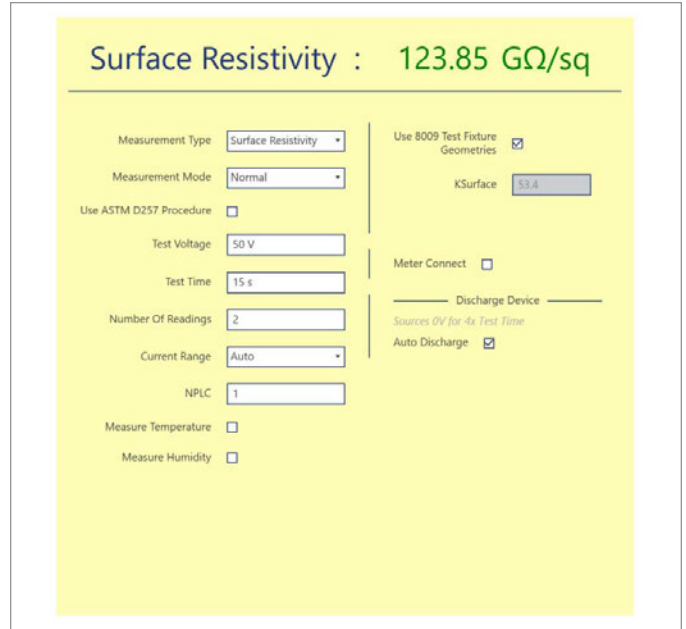 Surface Resistivity : 123.85 GΩ/sq
Measurement Type Surface Resistivity
Measurement Mode Normal
Use ASTM D257 Procedure
Test Voltage 50 V
Test Time 15 s
Number Of Readings 2
Current Range Auto
NPLC 1
Measure Temperature
Measure Humidity
Use 8009 Test Fixture
Geometries
KSurface 53.4
Meter Connect
Discharge Device
Sources 0V for 4x Test Time
Auto Discharge